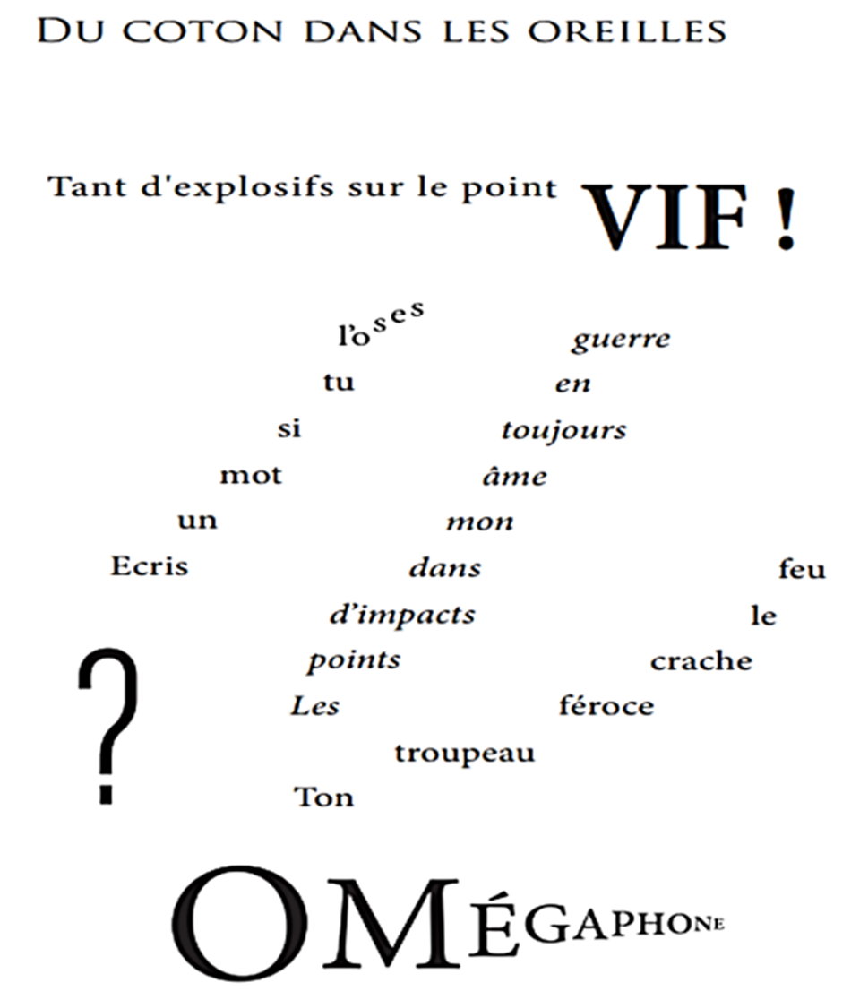 DU COTON DANS LES OREILLES
Tant d'explosifs sur le point VIF !
Ecris un mot si tu l'oses
?
Les points d'impacts dans mon âme toujours en guerre
Ton troupeau féroce crache le feu
OMÉGAPHONE